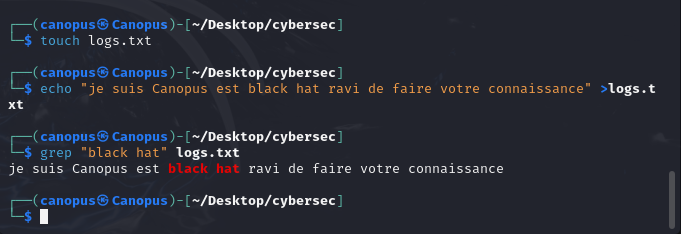 ┌──(canopus㉿Canopus)-[~/Desktop/cybersec]
└─$ touch logs.txt
┌──(canopus㉿Canopus)-[~/Desktop/cybersec]
└─$ echo "je suis Canopus est black hat ravi de faire votre connaissance" >logs.t
xt
┌──(canopus㉿Canopus)-[~/Desktop/cybersec]
└─$ grep "black hat" logs.txt
je suis Canopus est black hat ravi de faire votre connaissance
┌──(canopus㉿Canopus)-[~/Desktop/cybersec]
└─$